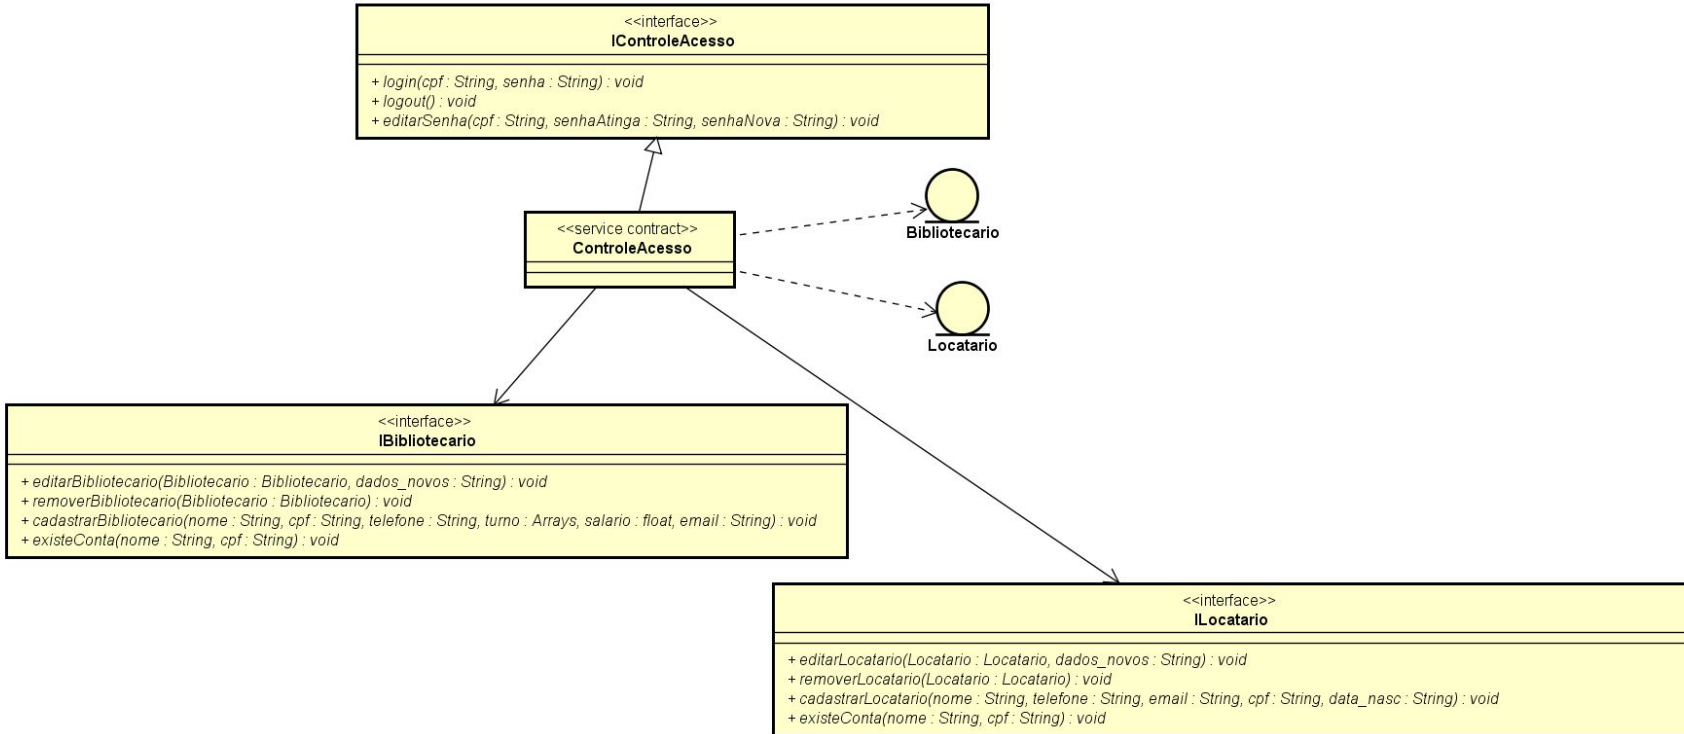 <<interface>>
IControleAcesso
+ login(cpf : String, senha : String) : void
+ logout() : void
+ editarSenha(cpf : String, senhaAtinga : String, senhaNova : String) : void
<<service contract>>
ControleAcesso
Bibliotecario
Locatario
<<interface>>
IBibliotecario
+ editarBibliotecario(Bibliotecario : Bibliotecario, dados_novos : String) : void
+ removerBibliotecario(Bibliotecario : Bibliotecario) : void
+ cadastrarBibliotecario(nome : String, cpf : String, telefone : String, turno : Arrays, salario : float, email : String) : void
+ existeConta(nome : String, cpf : String) : void
<<interface>>
ILocatario
+ editarLocatario(Locatario : Locatario, dados_novos : String) : void
+ removerLocatario(Locatario : Locatario) : void
+ cadastrarLocatario(nome : String, telefone : String, email : String, cpf : String, data_nasc : String) : void
+ existeConta(nome : String, cpf : String) : void